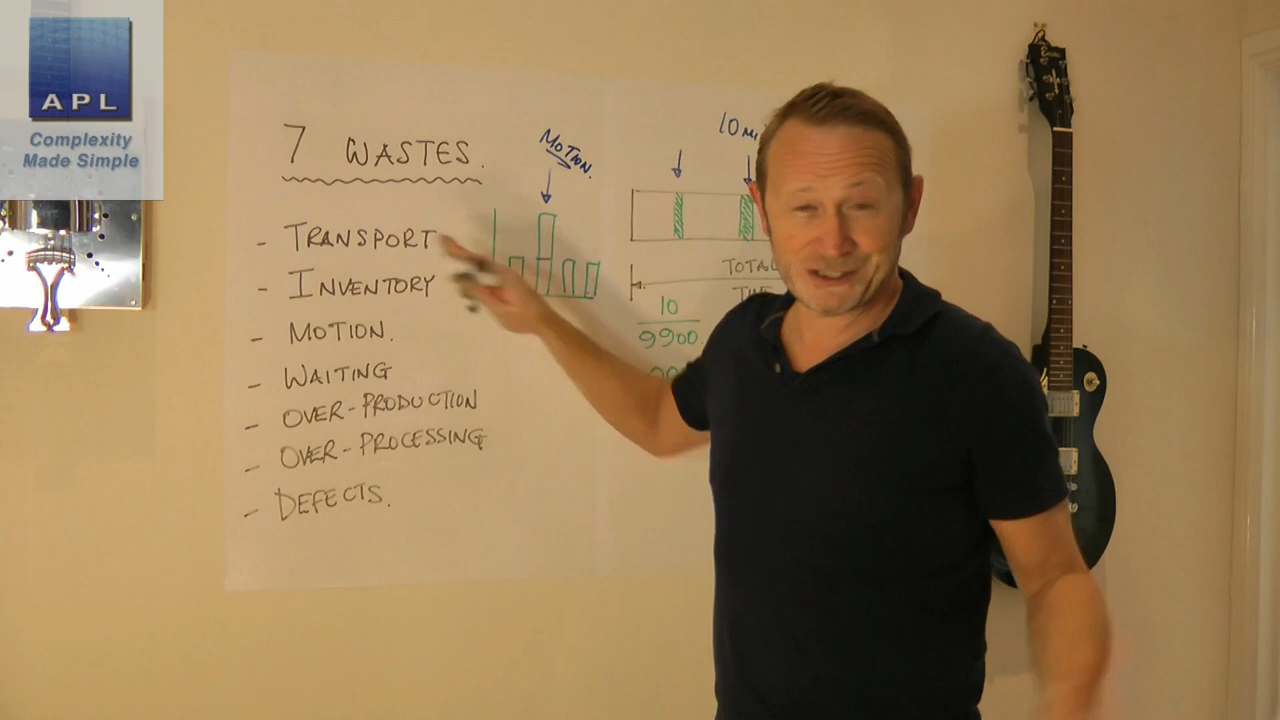 APL
Complexity
Made Simple
7 WASTES.
- TRANSPORT
- INVENTORY
- MOTION.
- WAITING
- OVER-PRODUCTION
- OVER-PROCESSING
- DEFECTS.
MOTION.
10
TOTAL
10
9900